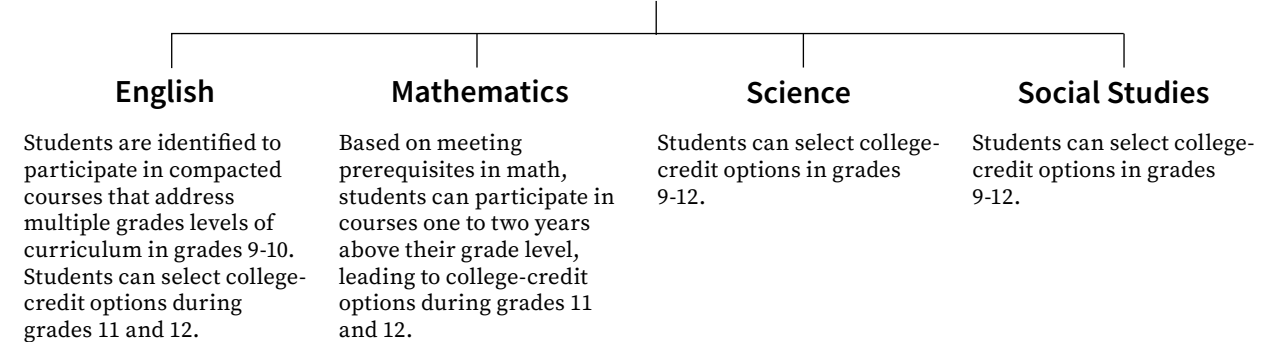 English
Students are identified to
participate in compacted
courses that address
multiple grades levels of
curriculum in grades 9-10.
Students can select college-
credit options during
grades 11 and 12.
Mathematics
Based on meeting
prerequisites in math,
students can participate in
courses one to two years
above their grade level,
leading to college-credit
options during grades 11
and 12.
Science
Students can select college-
credit options in grades
9-12.
Social Studies
Students can select college-
credit options in grades
9-12.